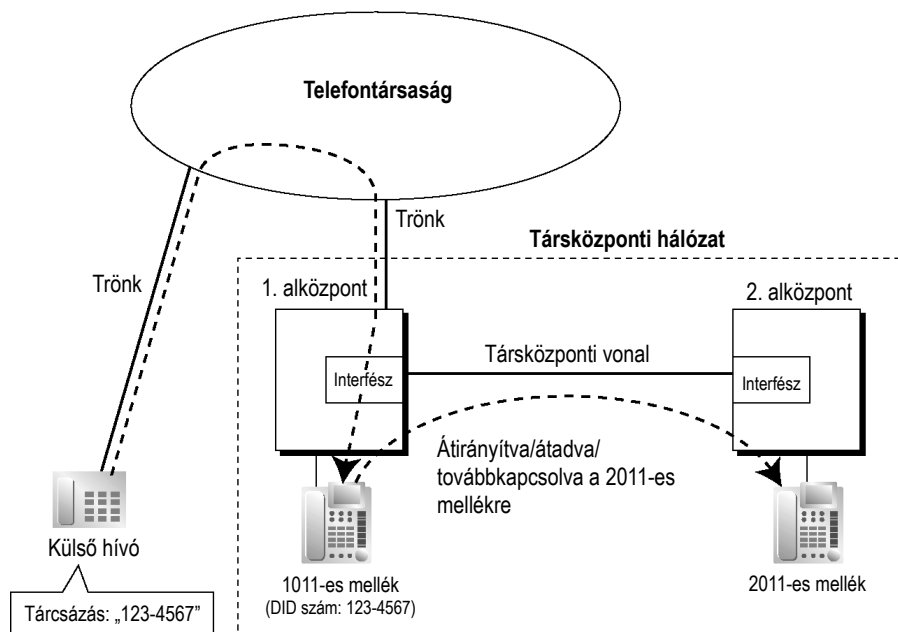 Telefontársaság
Trönk
Társközponti hálózat
Trönk
1. alközpont
2. alközpont
Társközponti vonal
Interfész
Interfész
Átirányítva/átadva/
továbbkapcsolva a 2011-es
mellékre
Külső hívó
1011-es mellék
(DID szám: 123-4567)
2011-es mellék
Tárcsázás: „123-4567”